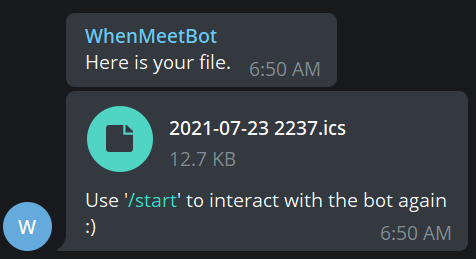 WhenMeetBot
Here is your file.
6:50 AM
2021-07-23 2237.ics
12.7 KB
Use '/start' to interact with the bot again
:)
6:50 AM
W